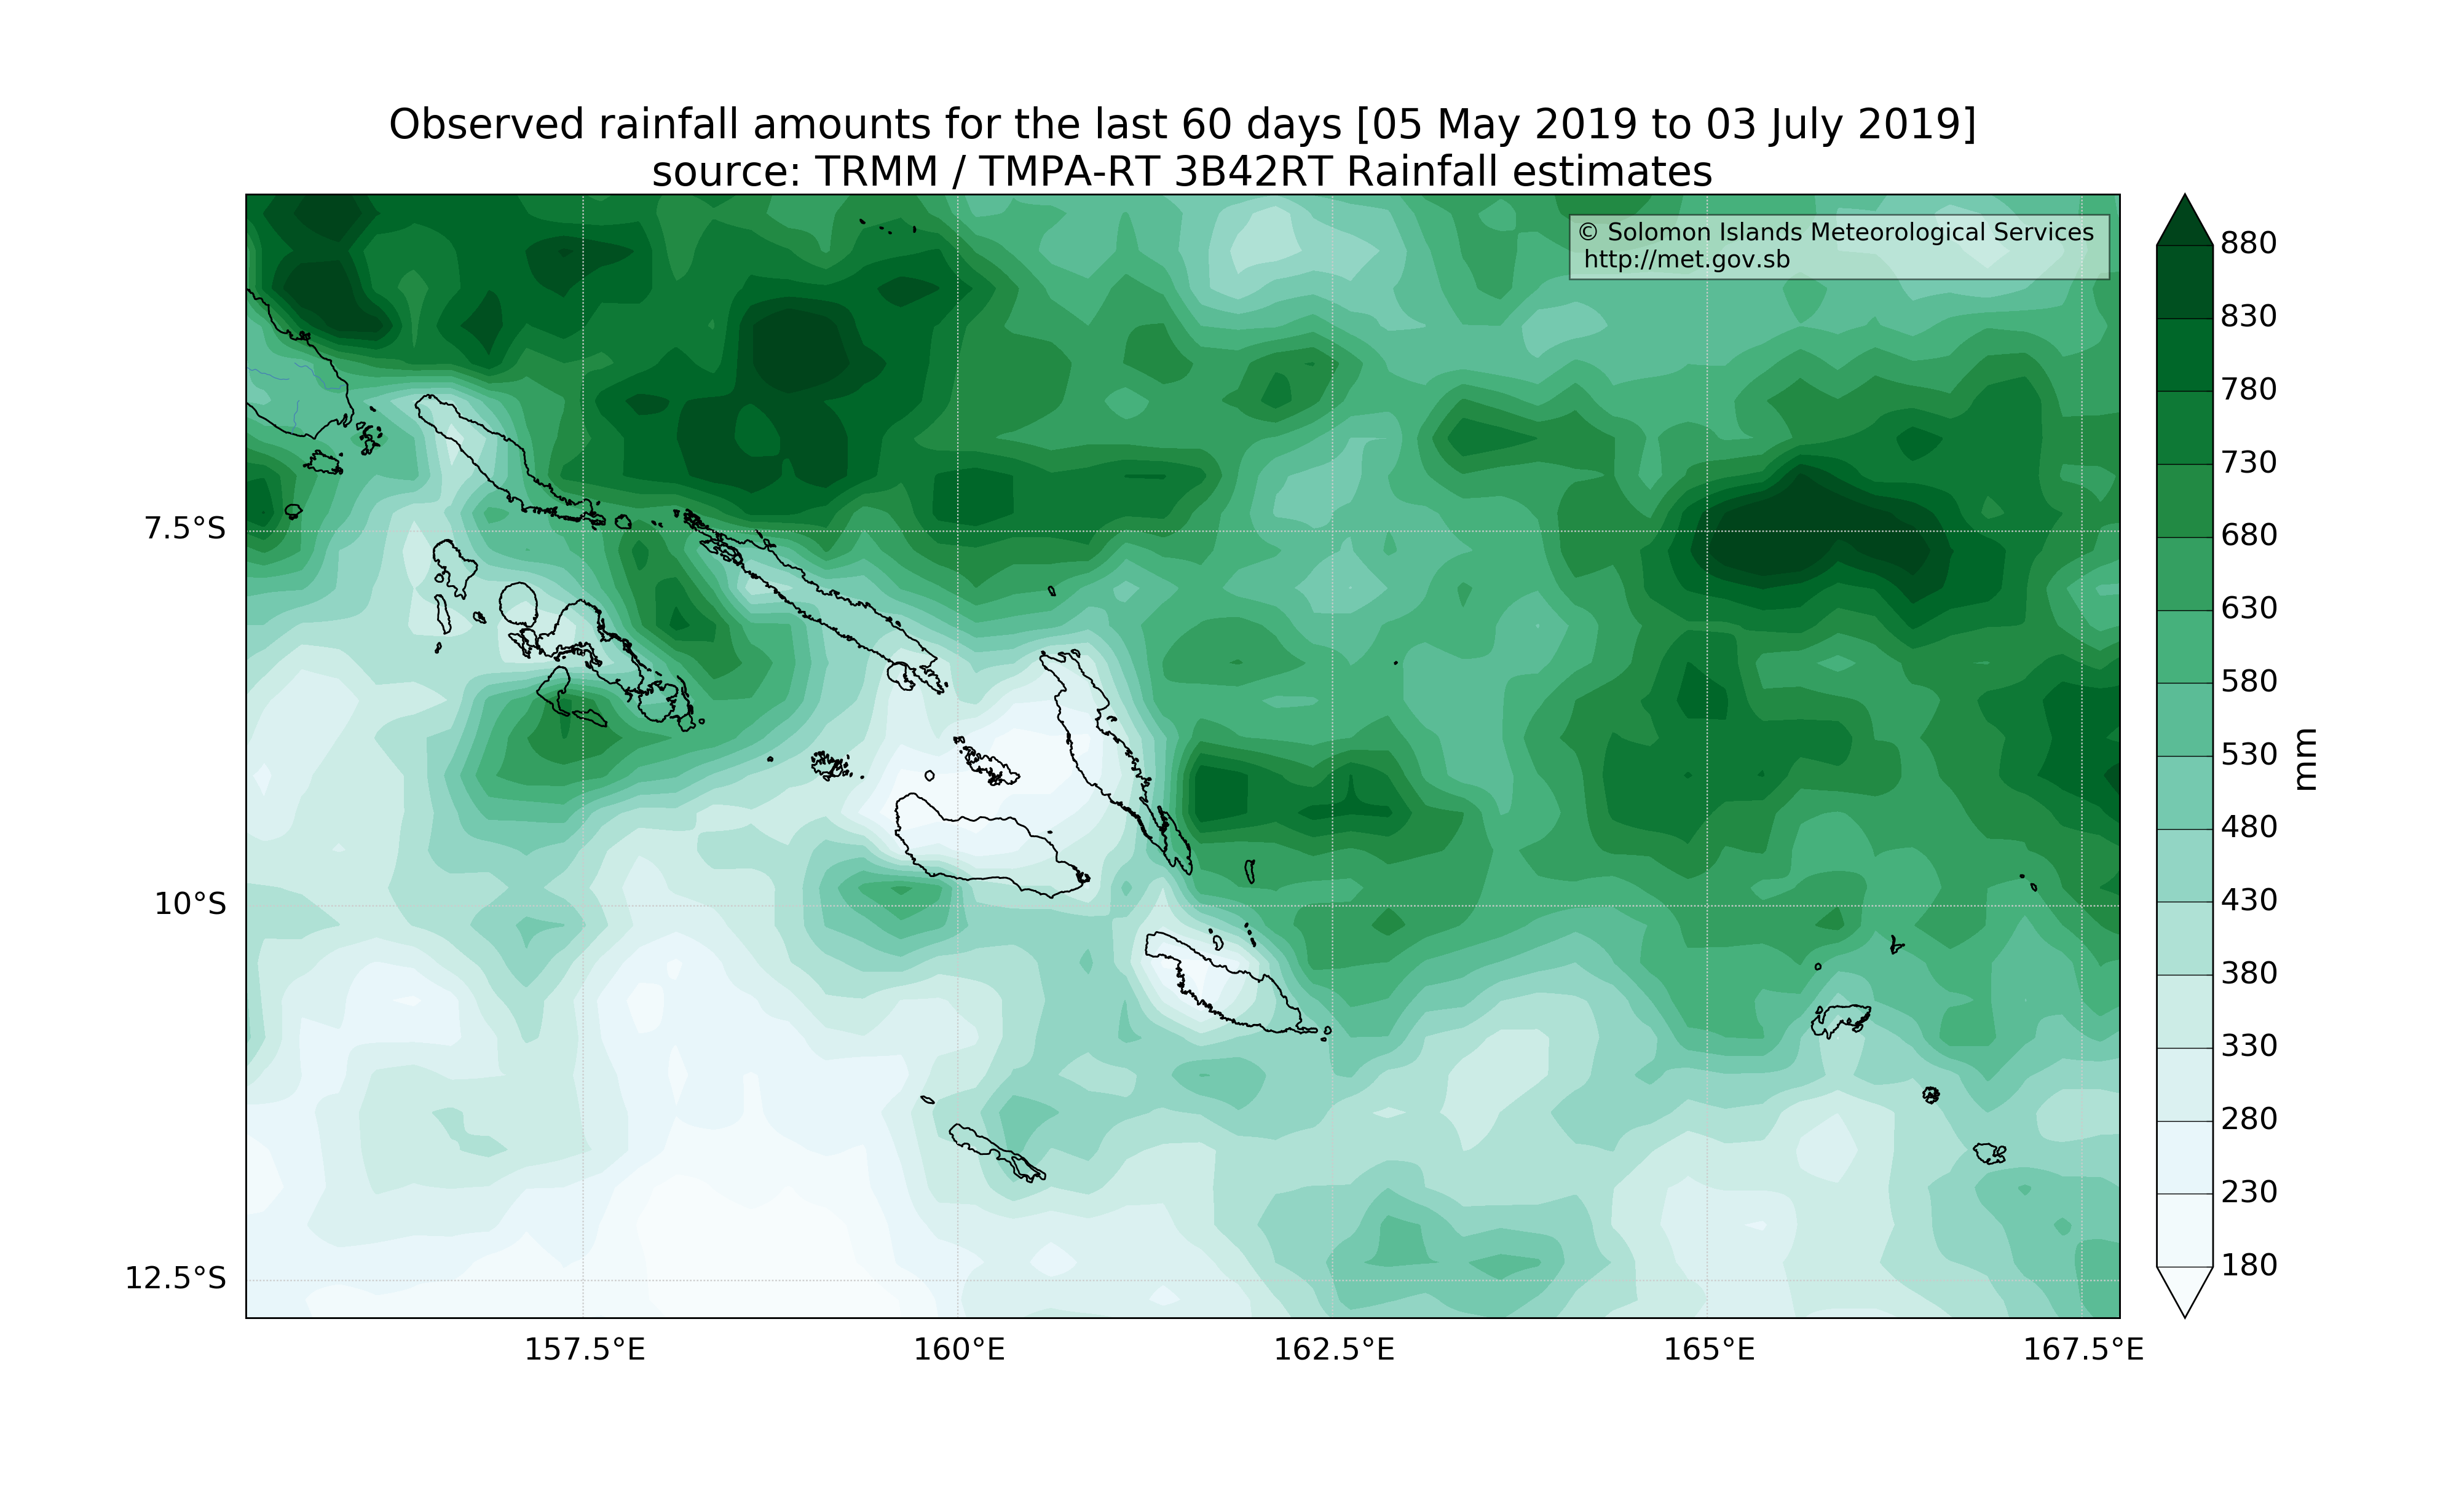 Observed rainfall amounts for the last 60 days [05 May 2019 to 03 July 2019]
source: TRMM / TMPA-RT 3B42RT Rainfall estimates
© Solomon Islands Meteorological Services
http://met.gov.sb
7.5°S
10°S
12.5°S
157.5°E
160°E
162.5°E
165°E
167.5°E
880
830
780
730
680
630
580
530
480
430
380
330
280
230
180
mm